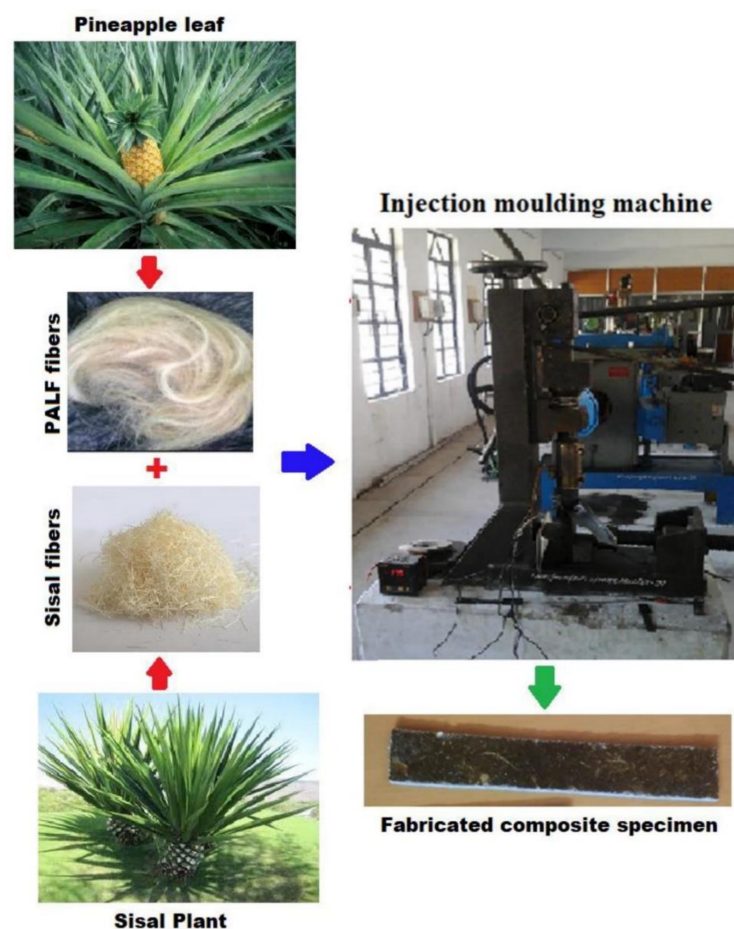 Pineapple leaf
PALF fibers
+
Sisal fibers
Sisal Plant
Injection moulding machine
Fabricated composite specimen